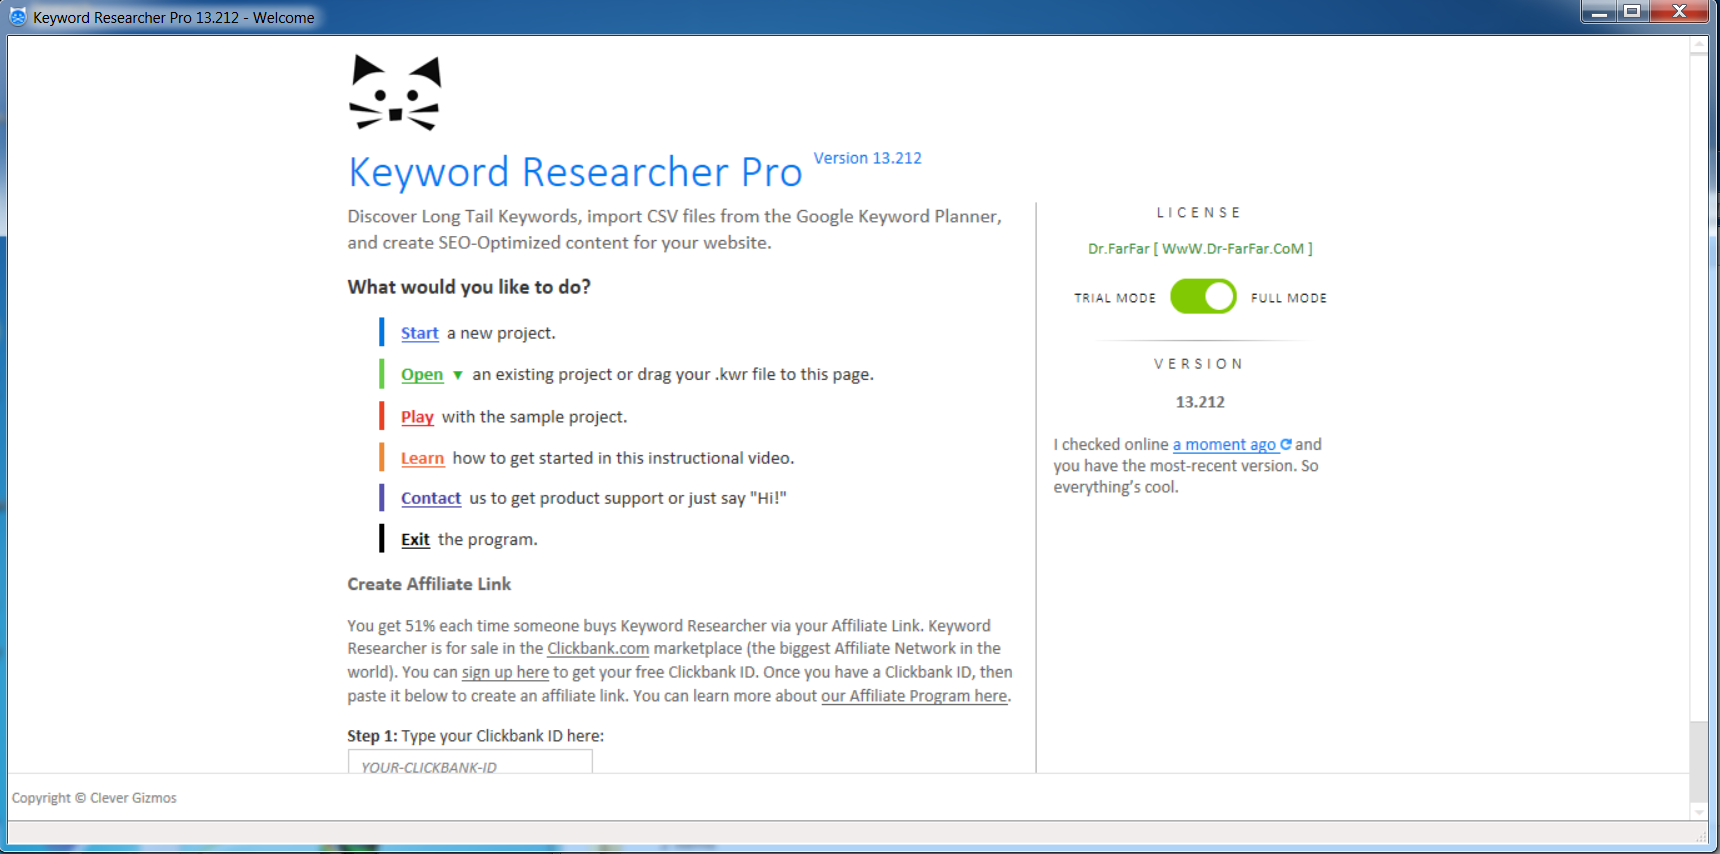 Keyword Researcher Pro 13.212 - Welcome
Keyword Researcher Pro Version 13.212
Discover Long Tail Keywords, import CSV files from the Google Keyword Planner,
and create SEO-Optimized content for your website.
What would you like to do?
Start a new project.
Open ▼ an existing project or drag your .kwr file to this page.
Play with the sample project.
Learn how to get started in this instructional video.
Contact us to get product support or just say "Hi!"
Exit the program.
Create Affiliate Link
You get 51% each time someone buys Keyword Researcher via your Affiliate Link. Keyword
Researcher is for sale in the Clickbank.com marketplace (the biggest Affiliate Network in the
world). You can sign up here to get your free Clickbank ID. Once you have a Clickbank ID, then
paste it below to create an affiliate link. You can learn more about our Affiliate Program here.
Step 1: Type your Clickbank ID here:
YOUR-CLICKBANK-ID
LICENSE
Dr.FarFar [ WwW.Dr-FarFar.CoM ]
TRIAL MODE FULL MODE
VERSION
13.212
I checked online a moment ago and
you have the most-recent version. So
everything's cool.
Copyright © Clever Gizmos